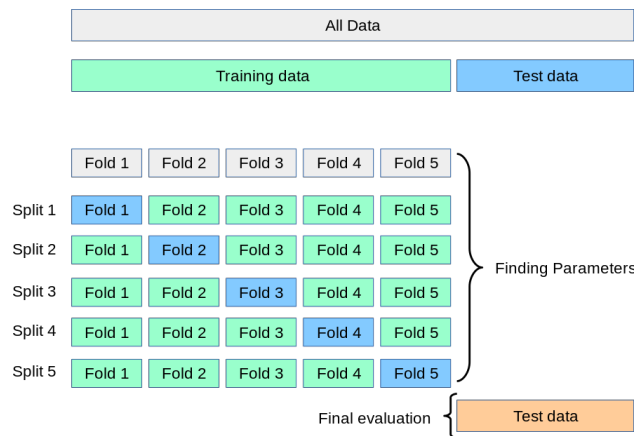 All Data
Training data Test data
Fold 1 Fold 2 Fold 3 Fold 4 Fold 5
Split 1 Fold 1 Fold 2 Fold 3 Fold 4 Fold 5
Split 2 Fold 1 Fold 2 Fold 3 Fold 4 Fold 5
Finding Parameters
Split 3 Fold 1 Fold 2 Fold 3 Fold 4 Fold 5
Split 4 Fold 1 Fold 2 Fold 3 Fold 4 Fold 5
Split 5 Fold 1 Fold 2 Fold 3 Fold 4 Fold 5
Final evaluation Test data